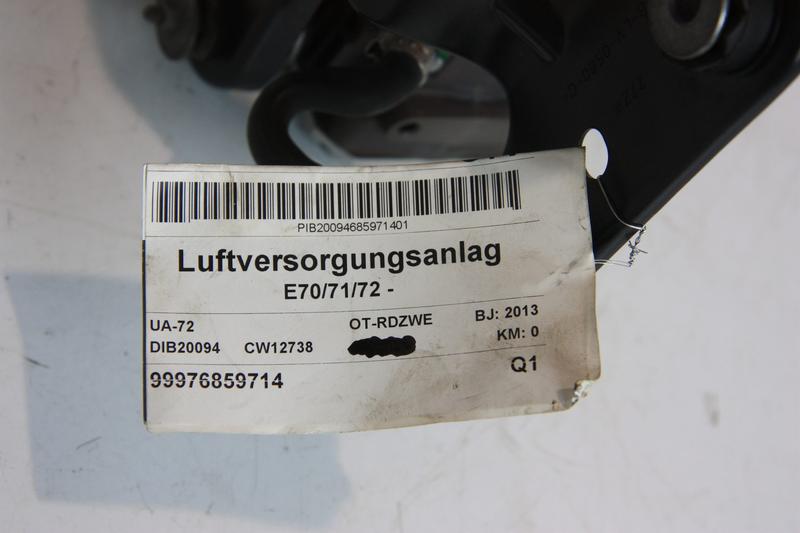 PIB20094685971401
Luftversorgungsanlag
E70/71/72 -
UA-72 OT-RDZWE BJ: 2013
DIB20094 CW12738 KM: 0
99976859714 Q1